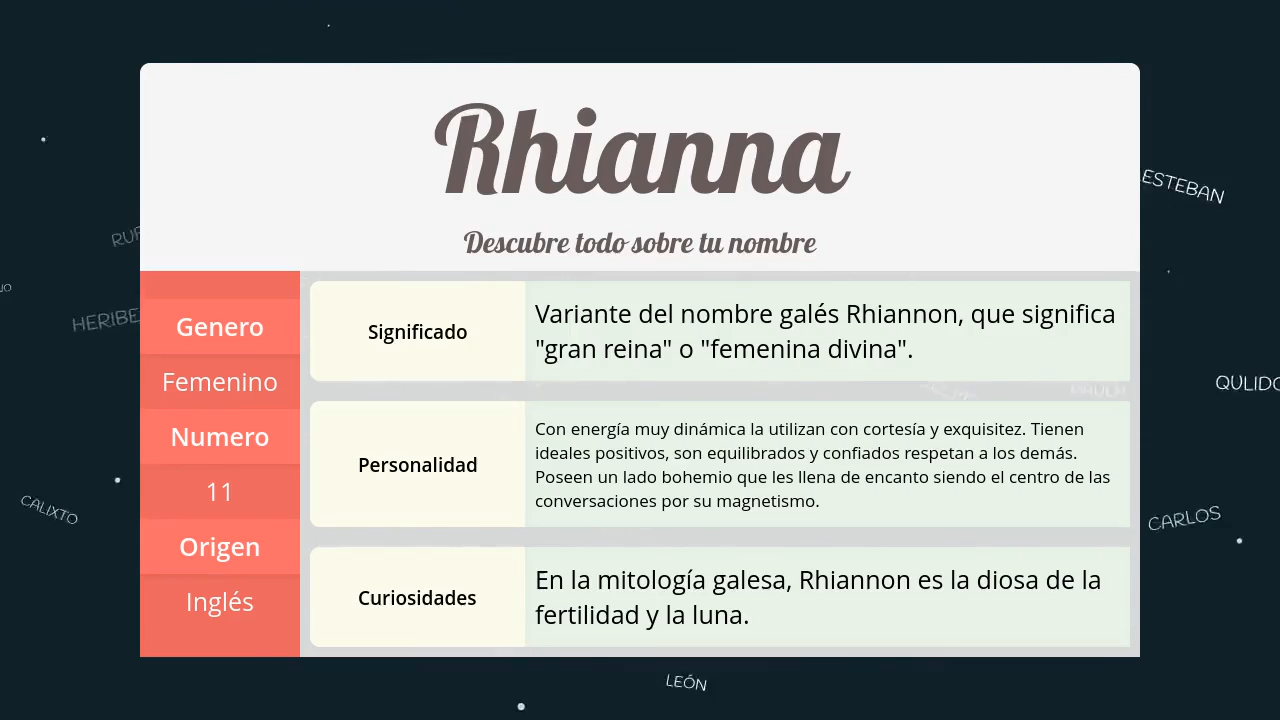 Rhianna
Descubre todo sobre tu nombre
Genero
Femenino
Numero
11
Origen
Inglés
Significado
Variante del nombre galés Rhiannon, que significa
"gran reina" o "femenina divina".
Personalidad
Con energía muy dinámica la utilizan con cortesía y exquisitez. Tienen
ideales positivos, son equilibrados y confiados respetan a los demás.
Poseen un lado bohemio que les llena de encanto siendo el centro de las
conversaciones por su magnetismo.
Curiosidades
En la mitología galesa, Rhiannon es la diosa de la
fertilidad y la luna.
ESTEBAN
HERIBE
CALIXTO
CARLOS
LEÓN